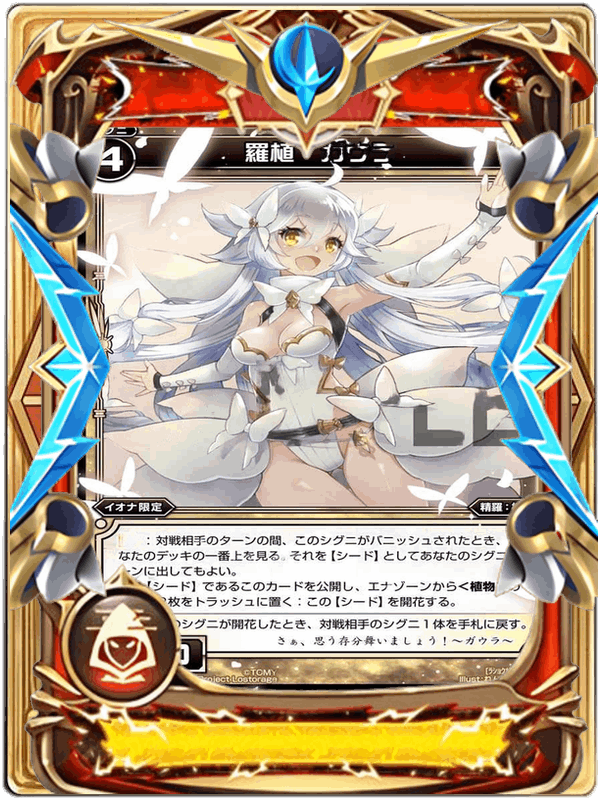 4
羅植
イオナ限定
精羅:
:対戦相手のターンの間、このシグニがバニッシュされたとき、
なたのデッキの一番上を見る。それを【シード】としてあなたのシグニ
ーンに出してもよい。
【シード】であるこのカードを公開し、エナゾーンから<植物
枚をトラッシュに置く:この【シード】を開花する。
のシグニが開花したとき、対戦相手のシグニ1体を手札に戻す。
さぁ、思う存分舞いましょう!~ガウラ~
©TOMY
Project Lostorage
Illust.